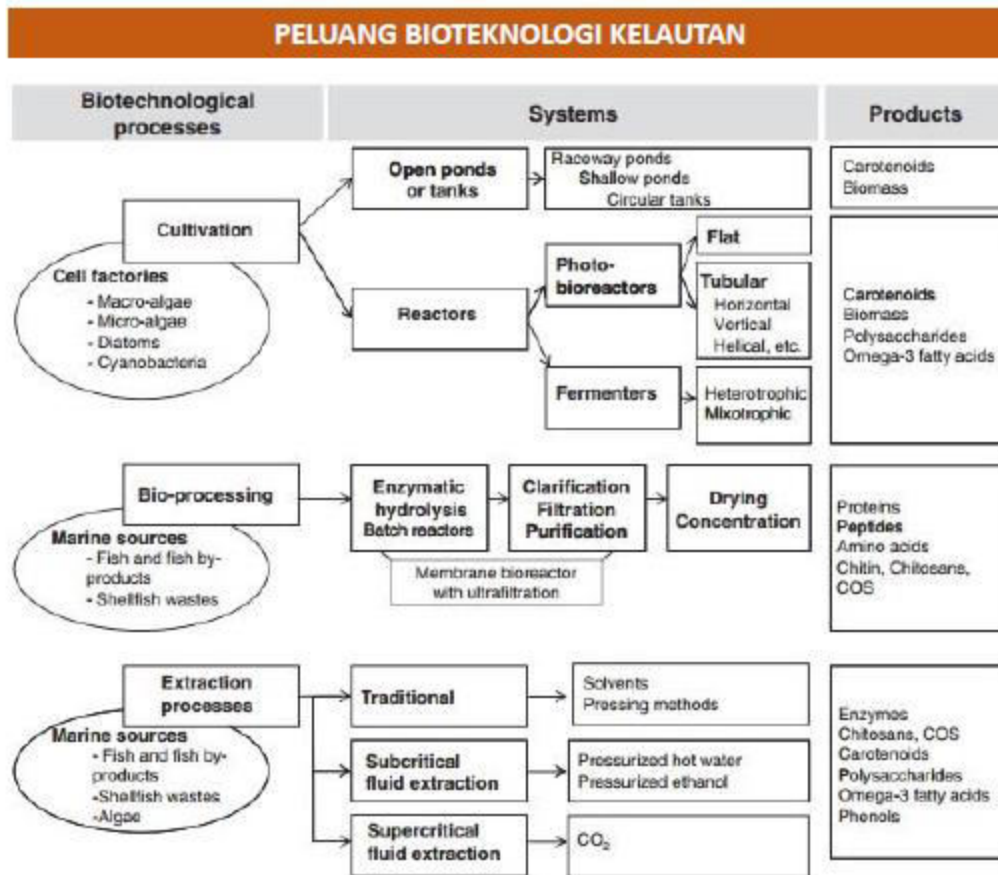 PELUANG BIOTEKNOLOGI KELAUTAN
Biotechnological
processes
Systems
Products
Cultivation
Cell factories
- Macro-algae
- Micro-algae
- Diatoms
- Cyanobacteria
Open ponds
or tanks
Raceway ponds
Shallow ponds
Circular tanks
Carotenoids
Biomass
Reactors
Photo-
bioreactors
Flat
Tubular
Horizontal
Vertical
Helical, etc.
Fermenters
Heterotrophic
Mixotrophic
Carotenoids
Biomass
Polysaccharides
Omega-3 fatty acids
Bio-processing
Marine sources
- Fish and fish by-
products
- Shellfish wastes
Enzymatic
hydrolysis
Batch reactors
Clarification
Filtration
Purification
Drying
Concentration
Membrane bioreactor
with ultrafiltration
Proteins
Peptides
Amino acids
Chitin, Chitosans,
COS
Extraction
processes
Marine sources
- Fish and fish by-
products
-Shellfish wastes
- Algae
Traditional
Solvents
Pressing methods
Subcritical
fluid extraction
Pressurized hot water
Pressurized ethanol
Supercritical
fluid extraction
CO₂
Enzymes
Chitosans, COS
Carotenoids
Polysaccharides
Omega-3 fatty acids
Phenols